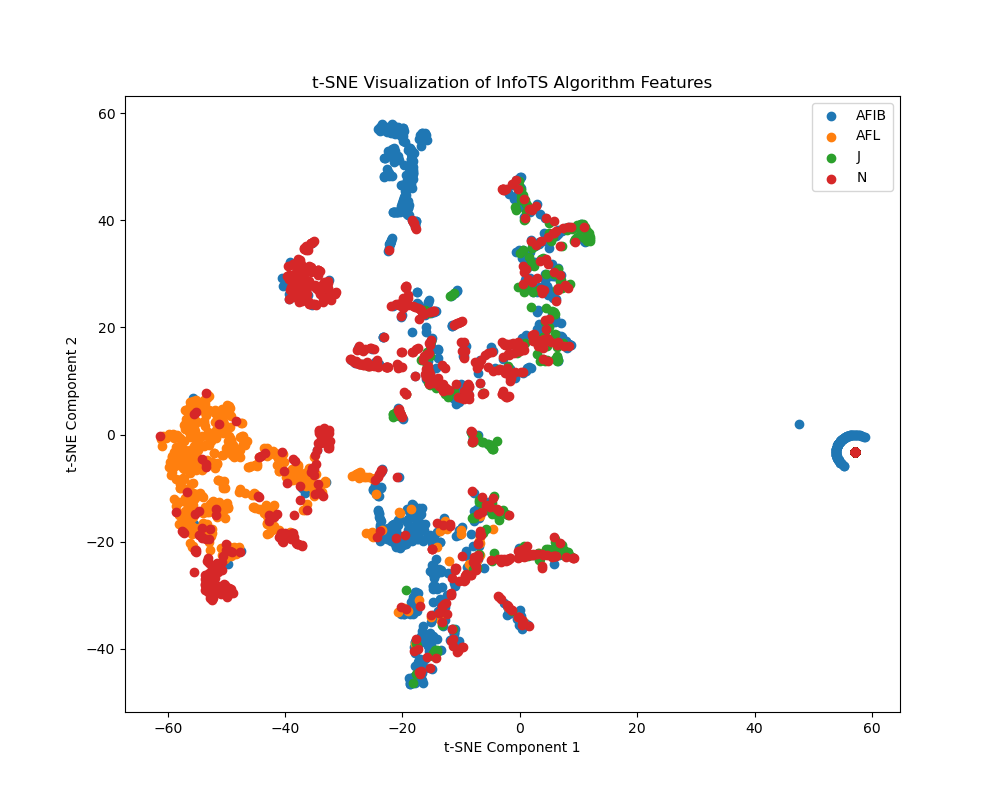 t-SNE Visualization of InfoTS Algorithm Features
AFIB
AFL
J
N
60
40
20
0
−20
−40
t-SNE Component 2
−60
−40
−20
0
20
40
60
t-SNE Component 1